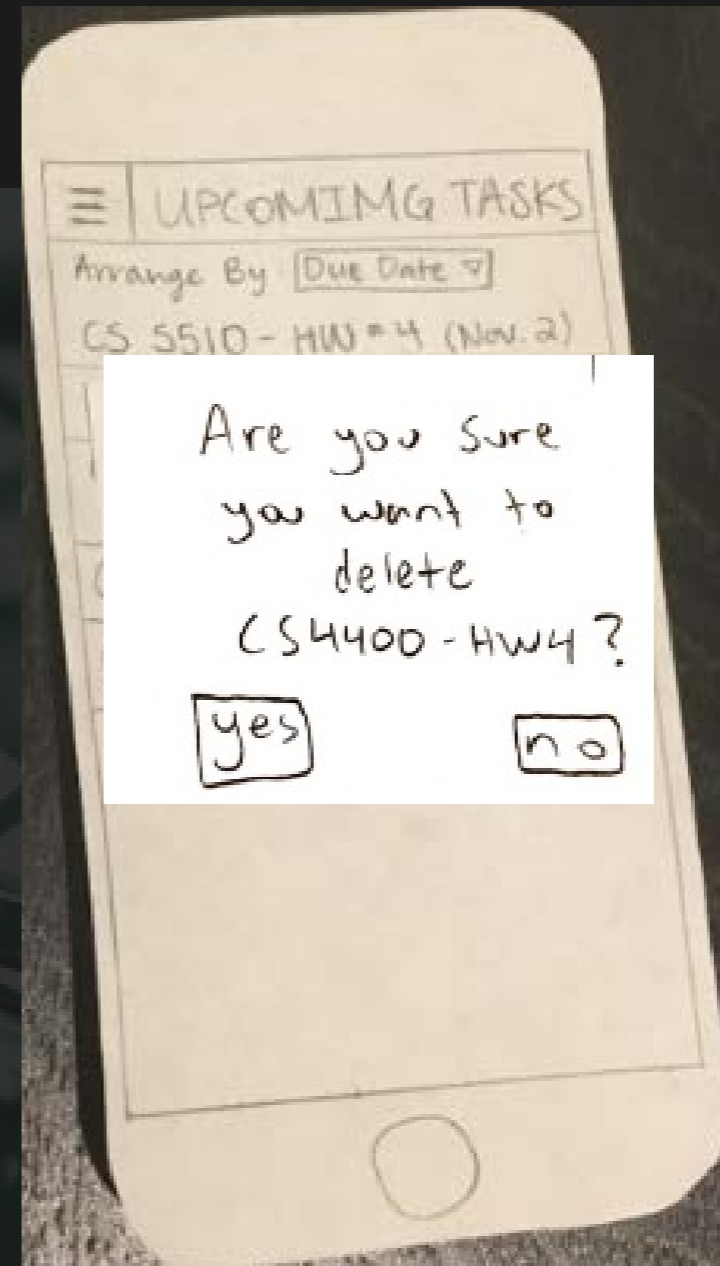 UPCOMIMG TASKS
Arrange By Due Date
CS 5510 - HW #4 (Nov. 2)
Are you sure
you want to
delete
CS4400 - HW4?
yes no